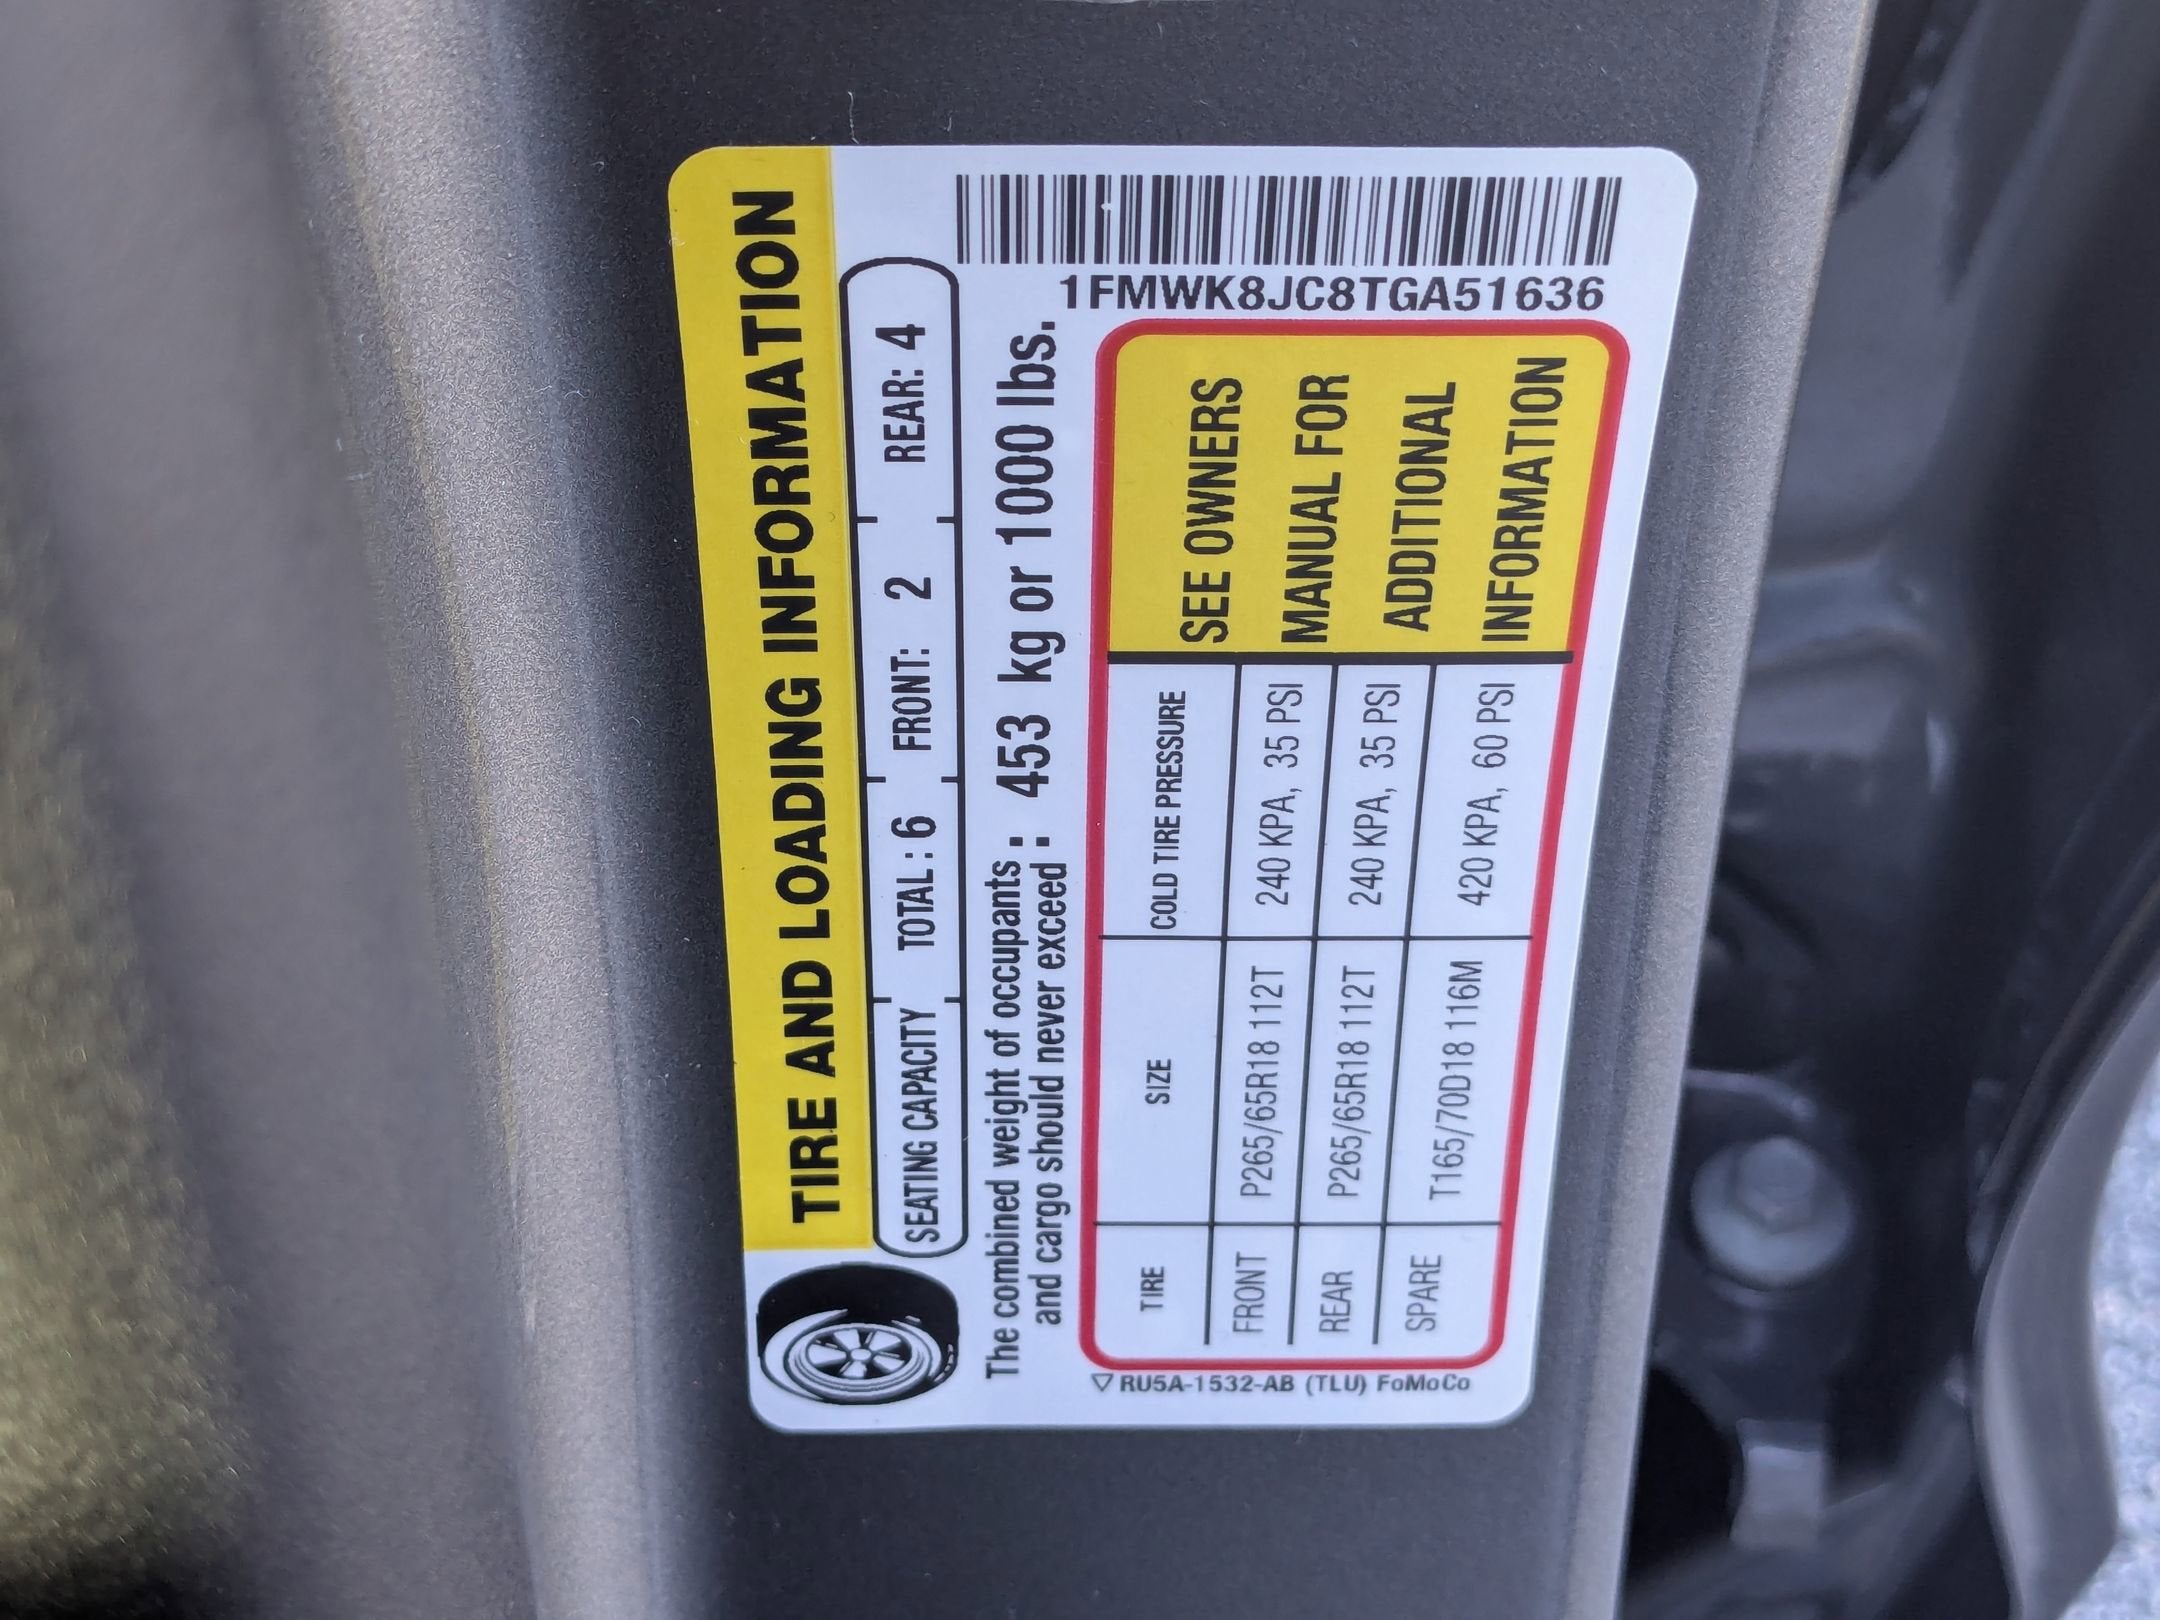 TIRE AND LOADING INFORMATION
SEATING CAPACITY TOTAL : 6 FRONT: 2 REAR: 4
The combined weight of occupants
and cargo should never exceed : 453 kg or 1000 lbs.
1FMWK8JC8TGA51636
TIRE SIZE COLD TIRE PRESSURE
FRONT P265/65R18 112T 240 KPA, 35 PSI
REAR P265/65R18 112T 240 KPA, 35 PSI
SPARE T165/70D18 116M 420 KPA, 60 PSI
SEE OWNERS
MANUAL FOR
ADDITIONAL
INFORMATION
RU5A-1532-AB (TLU) FoMoCo